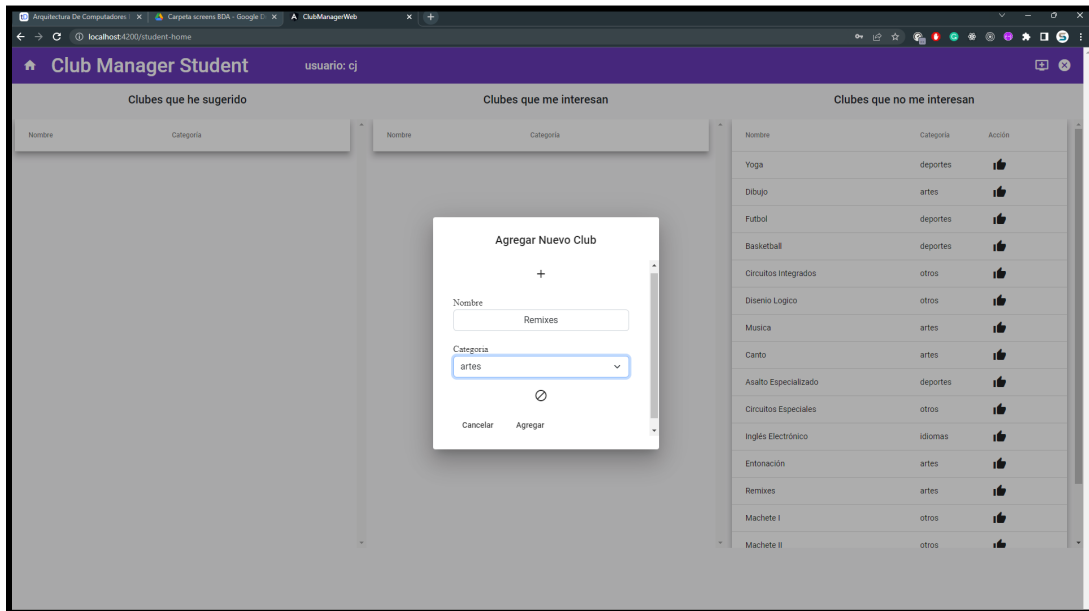 Arquitectura De Computadores
Carpeta screens BDA - Google D
ClubManagerWeb
localhost:4200/student-home
Club Manager Student
usuario: cj
Clubes que he sugerido
Nombre Categoría
Clubes que me interesan
Nombre Categoría
Clubes que no me interesan
Nombre Categoría Acción
Yoga deportes
Dibujo artes
Futbol deportes
Basketball deportes
Circuitos Integrados otros
Disenio Logico otros
Musica artes
Canto artes
Asalto Especializado deportes
Circuitos Especiales otros
Inglés Electrónico idiomas
Entonación artes
Remixes artes
Machete I otros
Machete II otros
Agregar Nuevo Club
Nombre
Remixes
Categoria
artes
Cancelar Agregar